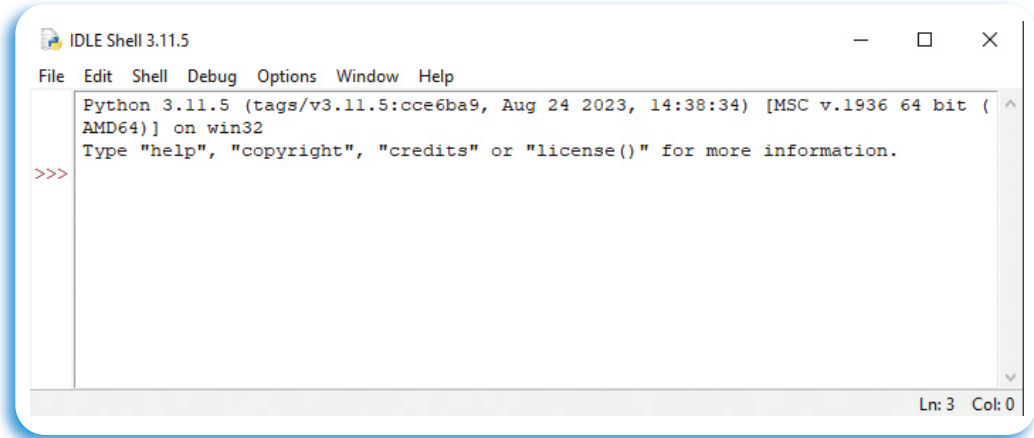 IDLE Shell 3.11.5
File Edit Shell Debug Options Window Help
Python 3.11.5 (tags/v3.11.5:cce6ba9, Aug 24 2023, 14:38:34) [MSC v.1936 64 bit (
AMD64)] on win32
Type "help", "copyright", "credits" or "license()" for more information.
>>>
Ln: 3 Col: 0